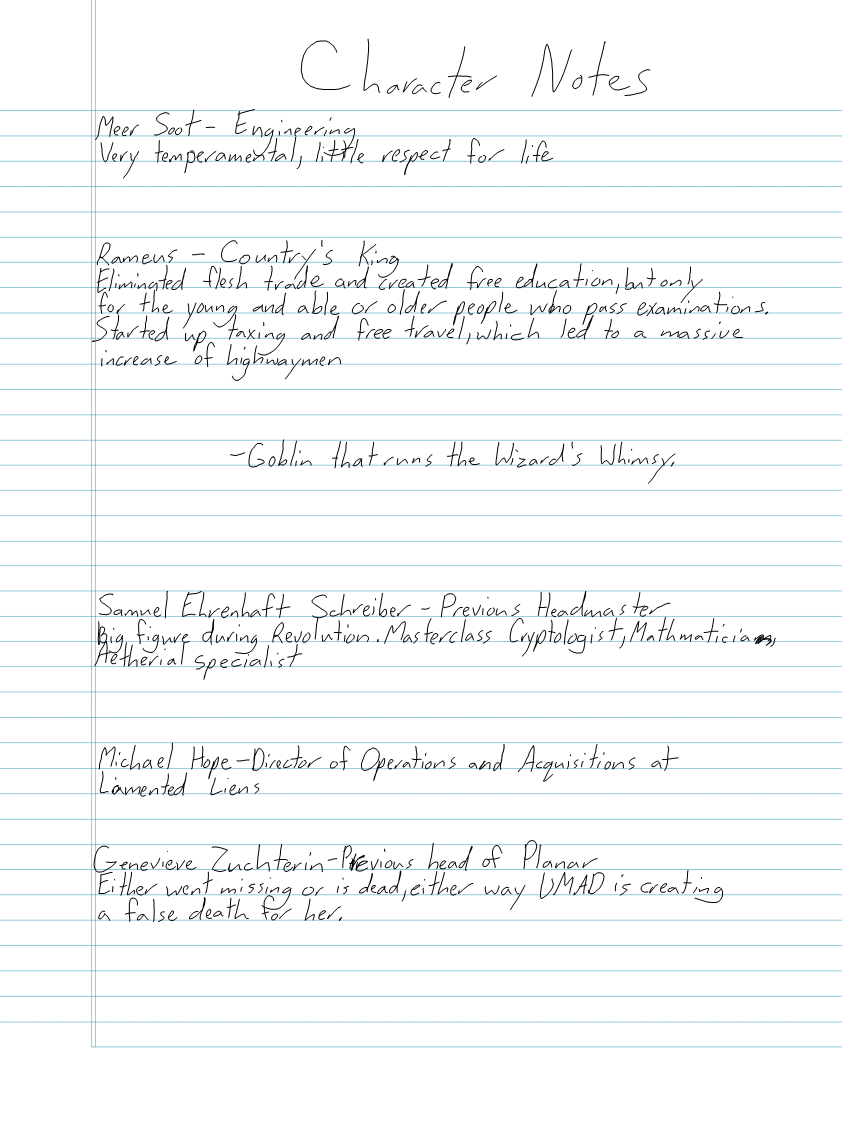 Character Notes
Meer Soot - Engineering
Very temperamental, little respect for life
Rameus - Country's King
Eliminated flesh trade and created free education, but only
for the young and able or older people who pass examinations.
Started up taxing and free travel, which led to a massive
increase of highwaymen
-Goblin that runs the Wizard's Whimsy.
Samuel Ehrenhaft Schreiber - Previous Headmaster
Big figure during Revolution. Masterclass Cryptologist, Mathmatician,
Aetherial specialist
Michael Hope-Director of Operations and Acquisitions at
Lamented Liens
Genevieve Zuchterin-Previous head of Planar
Either went missing or is dead, either way UMAD is creating
a false death for her.